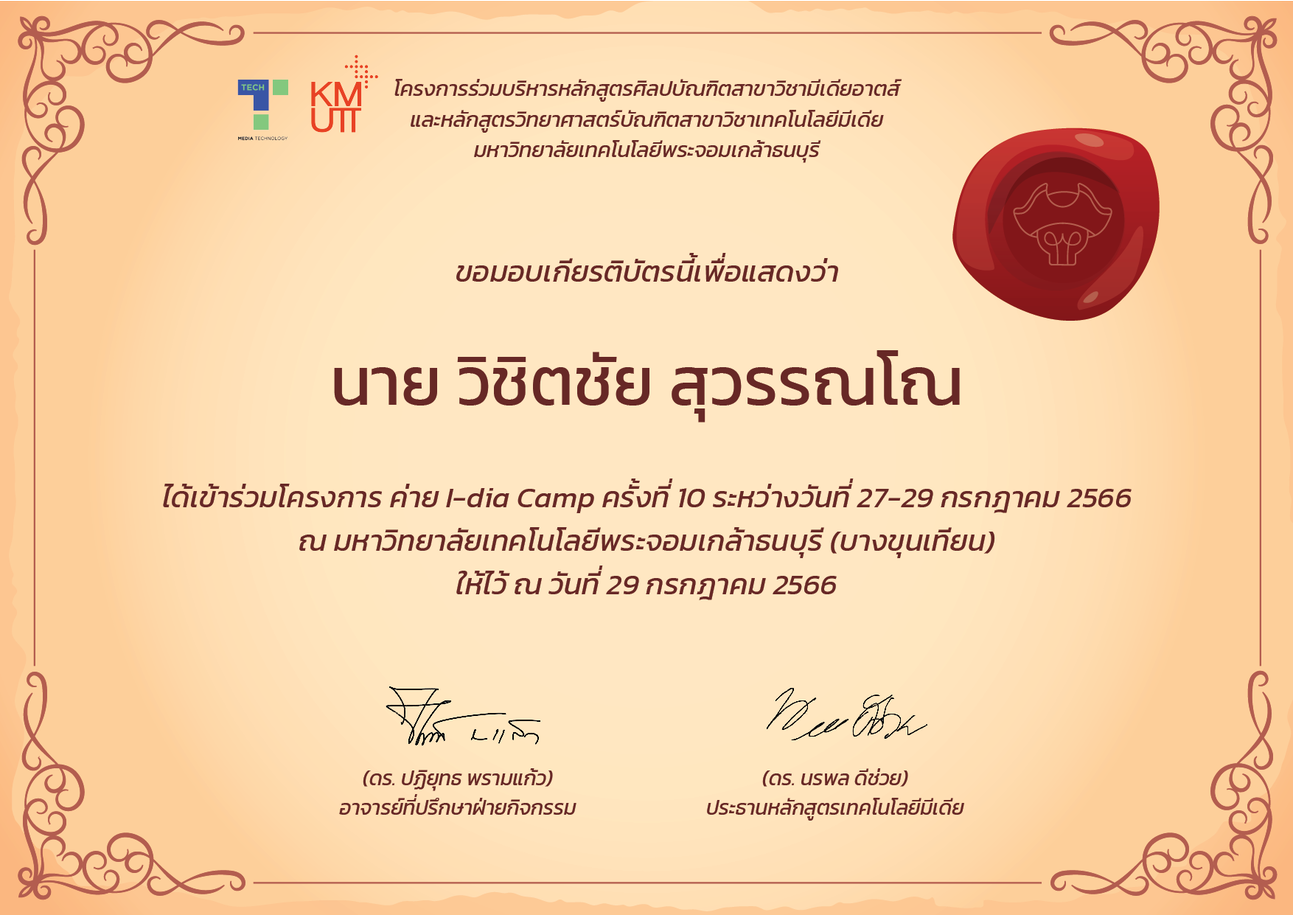 TECH
MEDIA TECHNOLOGY
KM
UTT
โครงการร่วมบริหารหลักสูตรศิลปบัณฑิตสาขาวิชามีเดียอาตส์
และหลักสูตรวิทยาศาสตร์บัณฑิตสาขาวิชาเทคโนโลยีมีเดีย
มหาวิทยาลัยเทคโนโลยีพระจอมเกล้าธนบุรี
ขอมอบเกียรติบัตรนี้เพื่อแสดงว่า
นาย วิชิตชัย สุวรรณโณ
ได้เข้าร่วมโครงการ ค่าย I-dia Camp ครั้งที่ 10 ระหว่างวันที่ 27-29 กรกฎาคม 2566
ณ มหาวิทยาลัยเทคโนโลยีพระจอมเกล้าธนบุรี (บางขุนเทียน)
ให้ไว้ ณ วันที่ 29 กรกฎาคม 2566
(ดร. ปฏิยุทธ พรามแก้ว)
อาจารย์ที่ปรึกษาฝ่ายกิจกรรม
(ดร. นรพล ดีช่วย)
ประธานหลักสูตรเทคโนโลยีมีเดีย